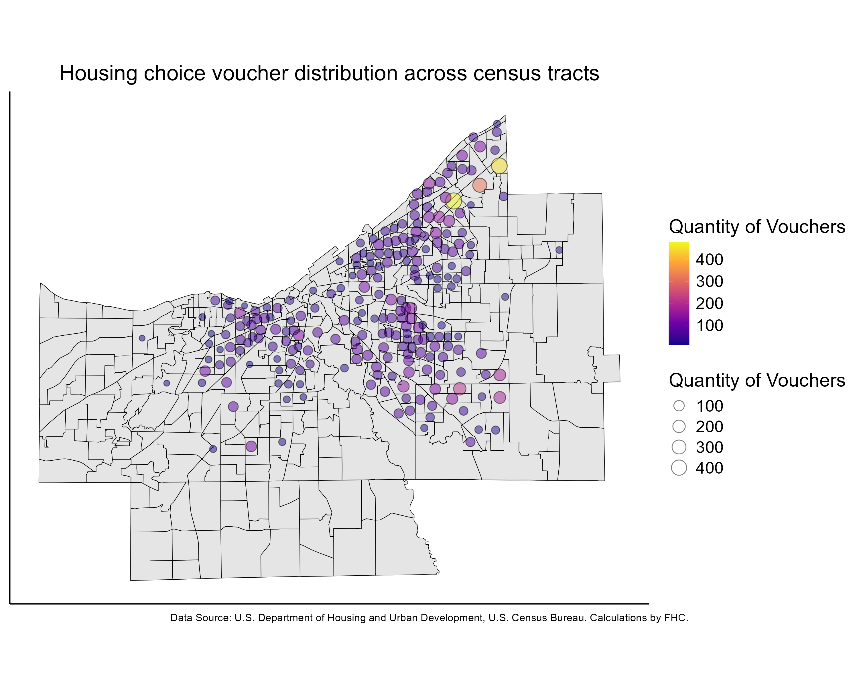 Housing choice voucher distribution across census tracts
Quantity of Vouchers
400
300
200
100
Quantity of Vouchers
100
200
300
400
Data Source: U.S. Department of Housing and Urban Development, U.S. Census Bureau. Calculations by FHC.